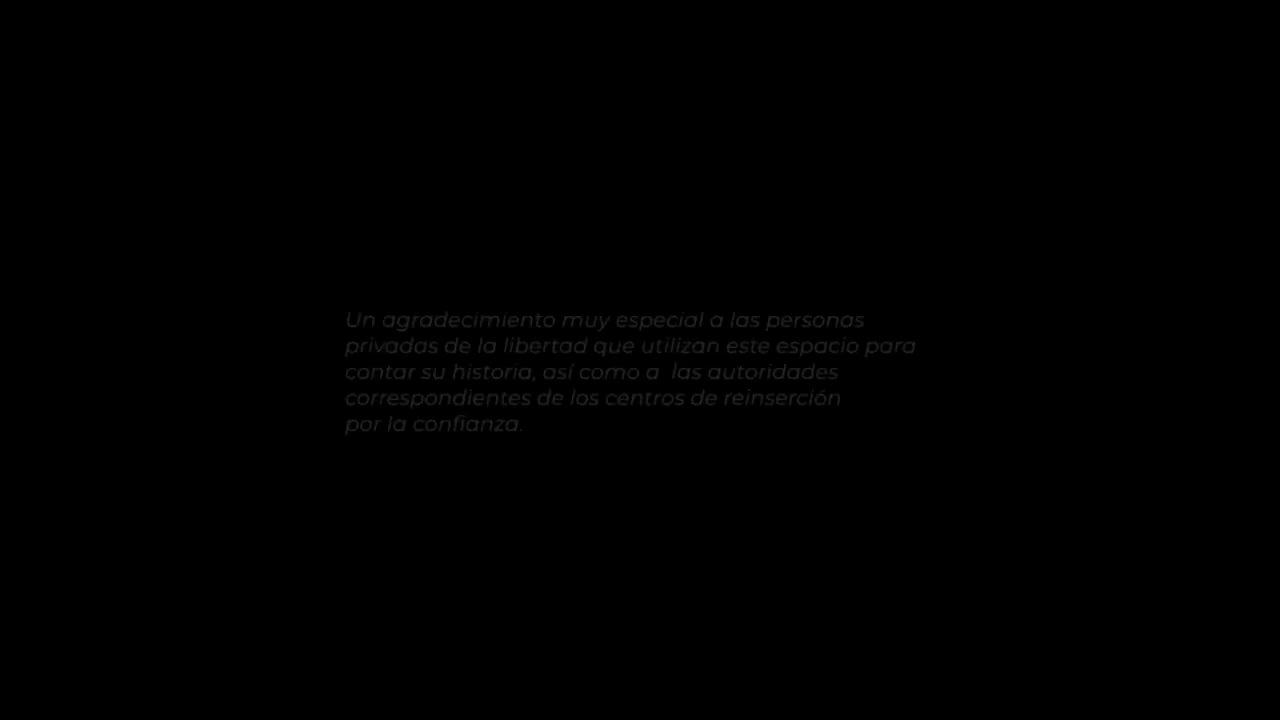 Un agradecimiento muy especial a las personas
privadas de la libertad que utilizan este espacio para
contar su historia, así como a  las autoridades
correspondientes de los centros de reinserción
por la confianza.